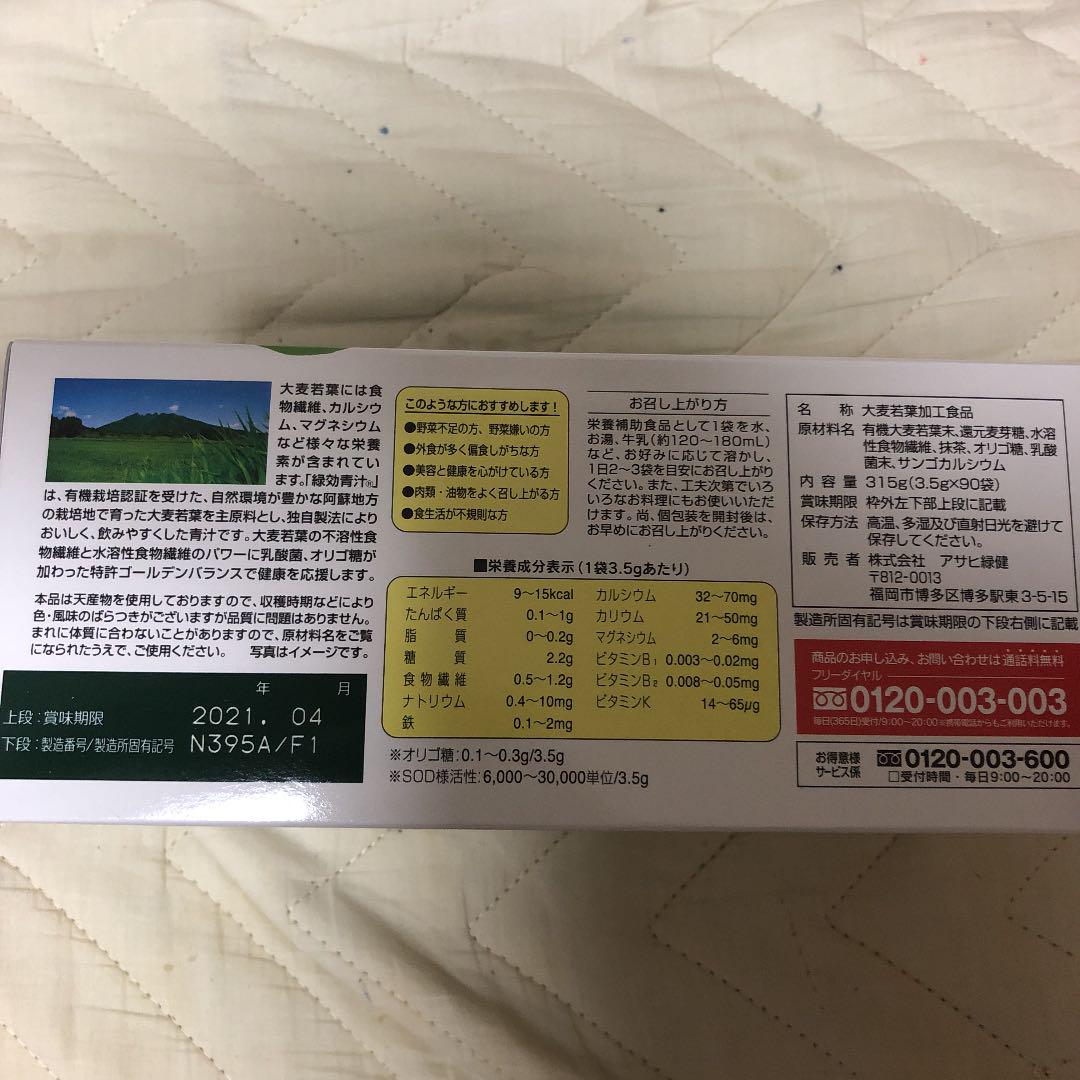 大麦若葉には食
物繊維、カルシウ
ム、マグネシウム
など様々な栄養
素が含まれてい
ます。「緑効青汁®」
は、有機栽培認証を受けた、自然環境が豊かな阿蘇地方
の栽培地で育った大麦若葉を主原料とし、独自製法により
おいしく、飲みやすくした青汁です。大麦若葉の不溶性食
物繊維と水溶性食物繊維のパワーに乳酸菌、オリゴ糖が
加わった特許ゴールデンバランスで健康を応援します。
本品は天産物を使用しておりますので、収穫時期などにより
色・風味のばらつきがございますが品質に問題はありません。
まれに体質に合わないことがありますので、原材料名をご覧
になられたうえで、ご使用ください。 写真はイメージです。
年 月
上段:賞味期限 2021. 04
下段:製造番号/製造所固有記号 N395A/F1
このような方におすすめします!
●野菜不足の方、野菜嫌いの方
●外食が多く偏食しがちな方
●美容と健康を心がけている方
●肉類・油物をよく召し上がる方
●食生活が不規則な方
お召し上がり方
栄養補助食品として1袋を水、
お湯、牛乳(約120〜180mL)
など、お好みに応じて溶かし、
1日2〜3袋を目安にお召し上がり
ください。また、工夫次第でいろ
いろなお料理にもお使いいただ
けます。尚、個包装を開封後は、
お早めにお召し上がりください。
■栄養成分表示(1袋3.5gあたり)
エネルギー 9〜15kcal カルシウム 32〜70mg
たんぱく質 0.1〜1g カリウム 21〜50mg
脂質 0〜0.2g マグネシウム 2〜6mg
糖質 2.2g ビタミンB₁ 0.003〜0.02mg
食物繊維 0.5〜1.2g ビタミンB₂ 0.008〜0.05mg
ナトリウム 0.4〜10mg ビタミンK 14〜65μg
鉄 0.1〜2mg
※オリゴ糖:0.1〜0.3g/3.5g
※SOD様活性:6,000〜30,000単位/3.5g
名称 大麦若葉加工食品
原材料名 有機大麦若葉末、還元麦芽糖、水溶
性食物繊維、抹茶、オリゴ糖、乳酸
菌末、サンゴカルシウム
内容量 315g(3.5g×90袋)
賞味期限 枠外左下部上段に記載
保存方法 高温、多湿及び直射日光を避けて
保存してください。
販売者 株式会社 アサヒ緑健
〒812-0013
福岡市博多区博多駅東3-5-15
製造所固有記号は賞味期限の下段右側に記載
商品のお申し込み、お問い合わせは通話料無料
フリーダイヤル
0120-003-003
毎日(365日)受付/9:00〜20:00※携帯電話からもご利用いただけます。
お得意様
サービス係
0120-003-600
□受付時間・毎日9:00〜20:00